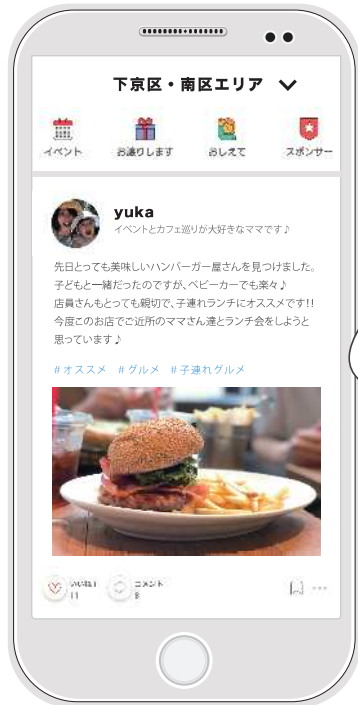 下京区・南区エリア
イベント お譲りします おしえて スポンサー
yuka
イベントとカフェ巡りが大好きなママです♪
先日とっても美味しいハンバーガー屋さんを見つけました。
子どもと一緒だったのですが、ベビーカーでも楽々♪
店員さんもとっても親切で、子連れランチにオススメです!!
今度このお店でご近所のママさん達とランチ会をしようと
思っています♪
#オススメ #グルメ #子連れグルメ
いいね! コメント
11 8